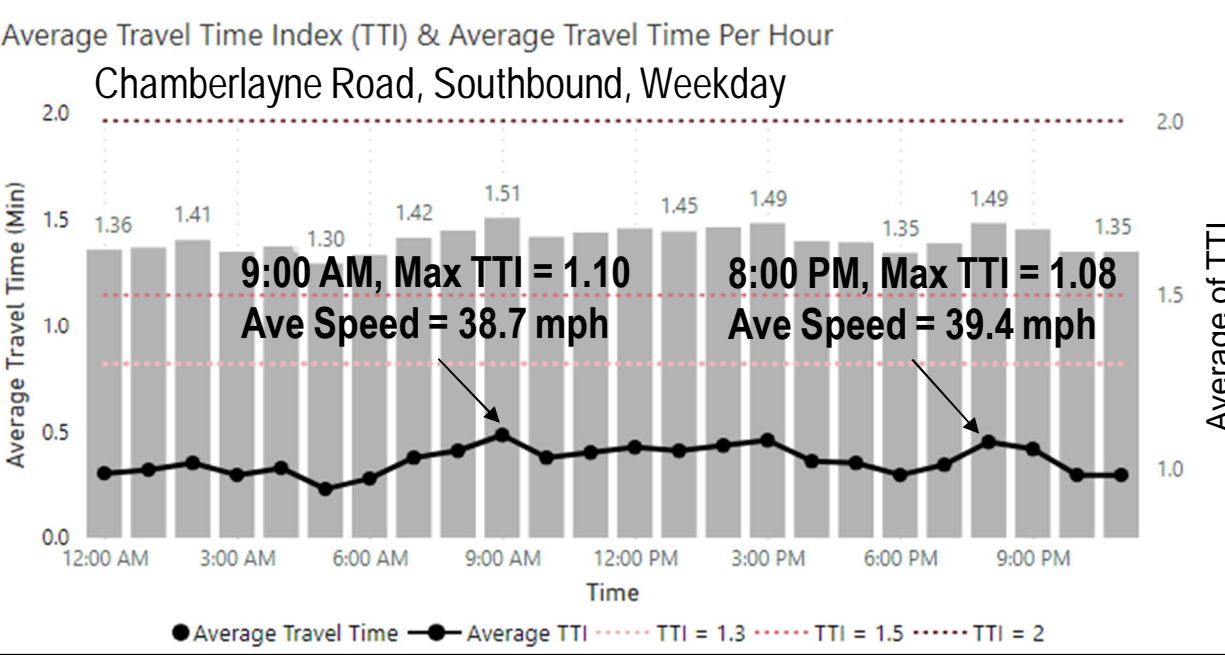 Average Travel Time Index (TTI) & Average Travel Time Per Hour
Chamberlayne Road, Southbound, Weekday
2.0
1.5
1.0
0.5
0.0
Average Travel Time (Min)
1.36
1.41
1.30
1.42
1.51
1.45
1.49
1.35
1.49
1.35
9:00 AM, Max TTI = 1.10
Ave Speed = 38.7 mph
8:00 PM, Max TTI = 1.08
Ave Speed = 39.4 mph
2.0
1.5
1.0
Average of TTI
12:00 AM 3:00 AM 6:00 AM 9:00 AM 12:00 PM 3:00 PM 6:00 PM 9:00 PM
Time
Average Travel Time Average TTI TTI = 1.3 TTI = 1.5 TTI = 2